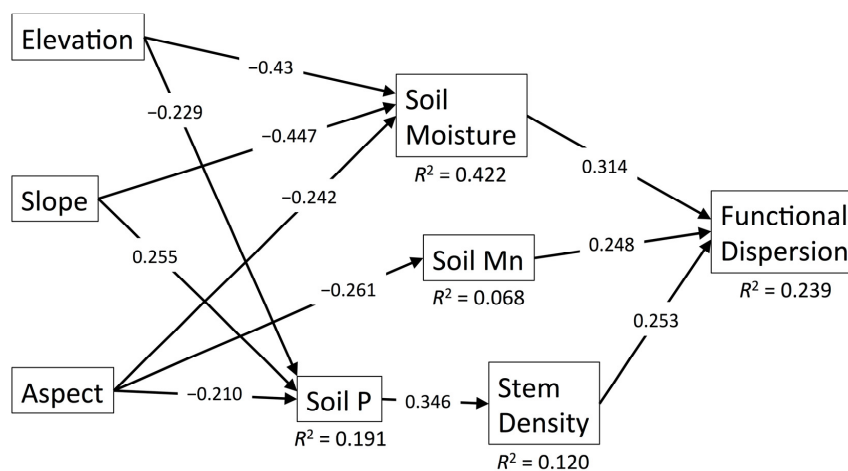 Elevation
−0.43
−0.229
Soil
Moisture
R² = 0.422
−0.447
−0.242
0.314
Slope
0.255
Functional
Dispersion
R² = 0.239
Soil Mn
R² = 0.068
0.248
−0.261
0.253
Aspect
−0.210
Soil P
R² = 0.191
0.346
Stem
Density
R² = 0.120